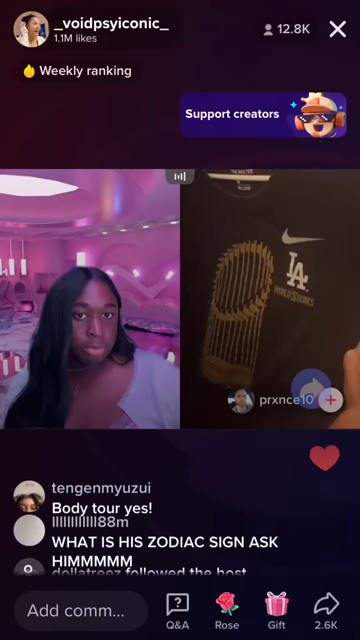 _voidpsyiconic_
1.1M likes
12.8K
Weekly ranking
Support creators
LA
WORLD SERIES
prxnce10
tengenmyuzui
Body tour yes!
WHAT IS HIS ZODIAC SIGN ASK
HIMMMMM
dollatreez followed the host
Add comm...
Q&A
Rose
Gift
2.6K